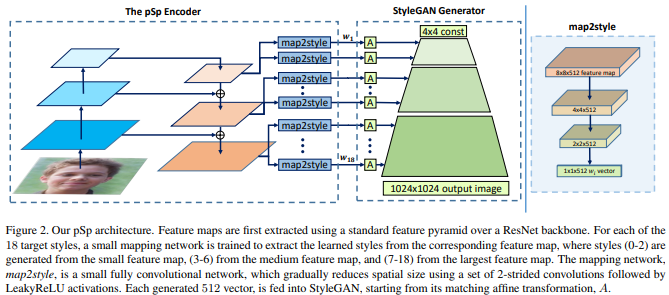 The pSp Encoder
StyleGAN Generator
map2style
map2style
w1
A
4x4 const
map2style
A
map2style
A
map2style
A
map2style
A
map2style
w18
A
1024x1024 output image
8x8x512 feature map
4x4x512
2x2x512
1x1x512 wi vector
Figure 2. Our pSp architecture. Feature maps are first extracted using a standard feature pyramid over a ResNet backbone. For each of the
18 target styles, a small mapping network is trained to extract the learned styles from the corresponding feature map, where styles (0-2) are
generated from the small feature map, (3-6) from the medium feature map, and (7-18) from the largest feature map. The mapping network,
map2style, is a small fully convolutional network, which gradually reduces spatial size using a set of 2-strided convolutions followed by
LeakyReLU activations. Each generated 512 vector, is fed into StyleGAN, starting from its matching affine transformation, A.